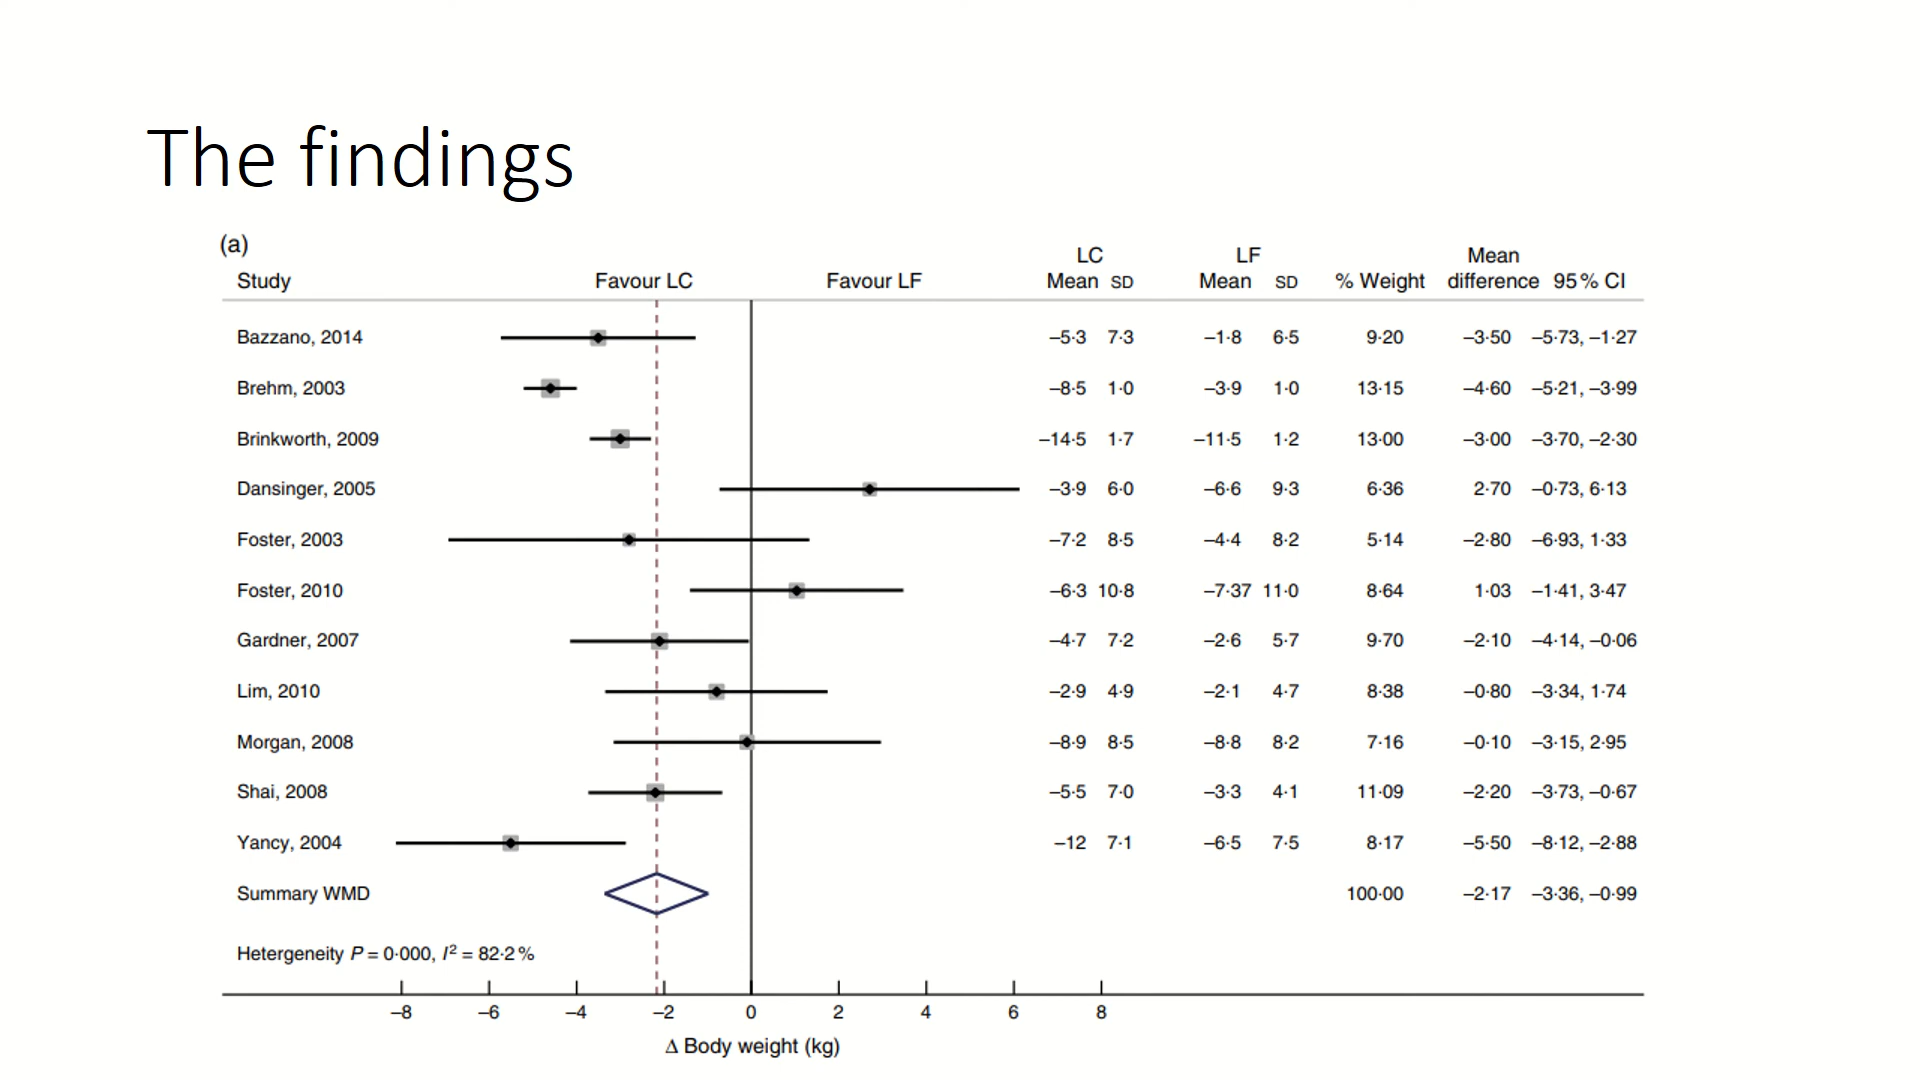 The findings
(a)
LC LF Mean
Study Favour LC Favour LF Mean SD Mean SD % Weight difference 95 % CI
Bazzano, 2014 –5·3 7·3 –1·8 6·5 9·20 –3·50 –5·73, –1·27
Brehm, 2003 –8·5 1·0 –3·9 1·0 13·15 –4·60 –5·21, –3·99
Brinkworth, 2009 –14·5 1·7 –11·5 1·2 13·00 –3·00 –3·70, –2·30
Dansinger, 2005 –3·9 6·0 –6·6 9·3 6·36 2·70 –0·73, 6·13
Foster, 2003 –7·2 8·5 –4·4 8·2 5·14 –2·80 –6·93, 1·33
Foster, 2010 –6·3 10·8 –7·37 11·0 8·64 1·03 –1·41, 3·47
Gardner, 2007 –4·7 7·2 –2·6 5·7 9·70 –2·10 –4·14, –0·06
Lim, 2010 –2·9 4·9 –2·1 4·7 8·38 –0·80 –3·34, 1·74
Morgan, 2008 –8·9 8·5 –8·8 8·2 7·16 –0·10 –3·15, 2·95
Shai, 2008 –5·5 7·0 –3·3 4·1 11·09 –2·20 –3·73, –0·67
Yancy, 2004 –12 7·1 –6·5 7·5 8·17 –5·50 –8·12, –2·88
Summary WMD 100·00 –2·17 –3·36, –0·99
Hetergeneity P = 0·000, I² = 82·2 %
–8 –6 –4 –2 0 2 4 6 8
Δ Body weight (kg)